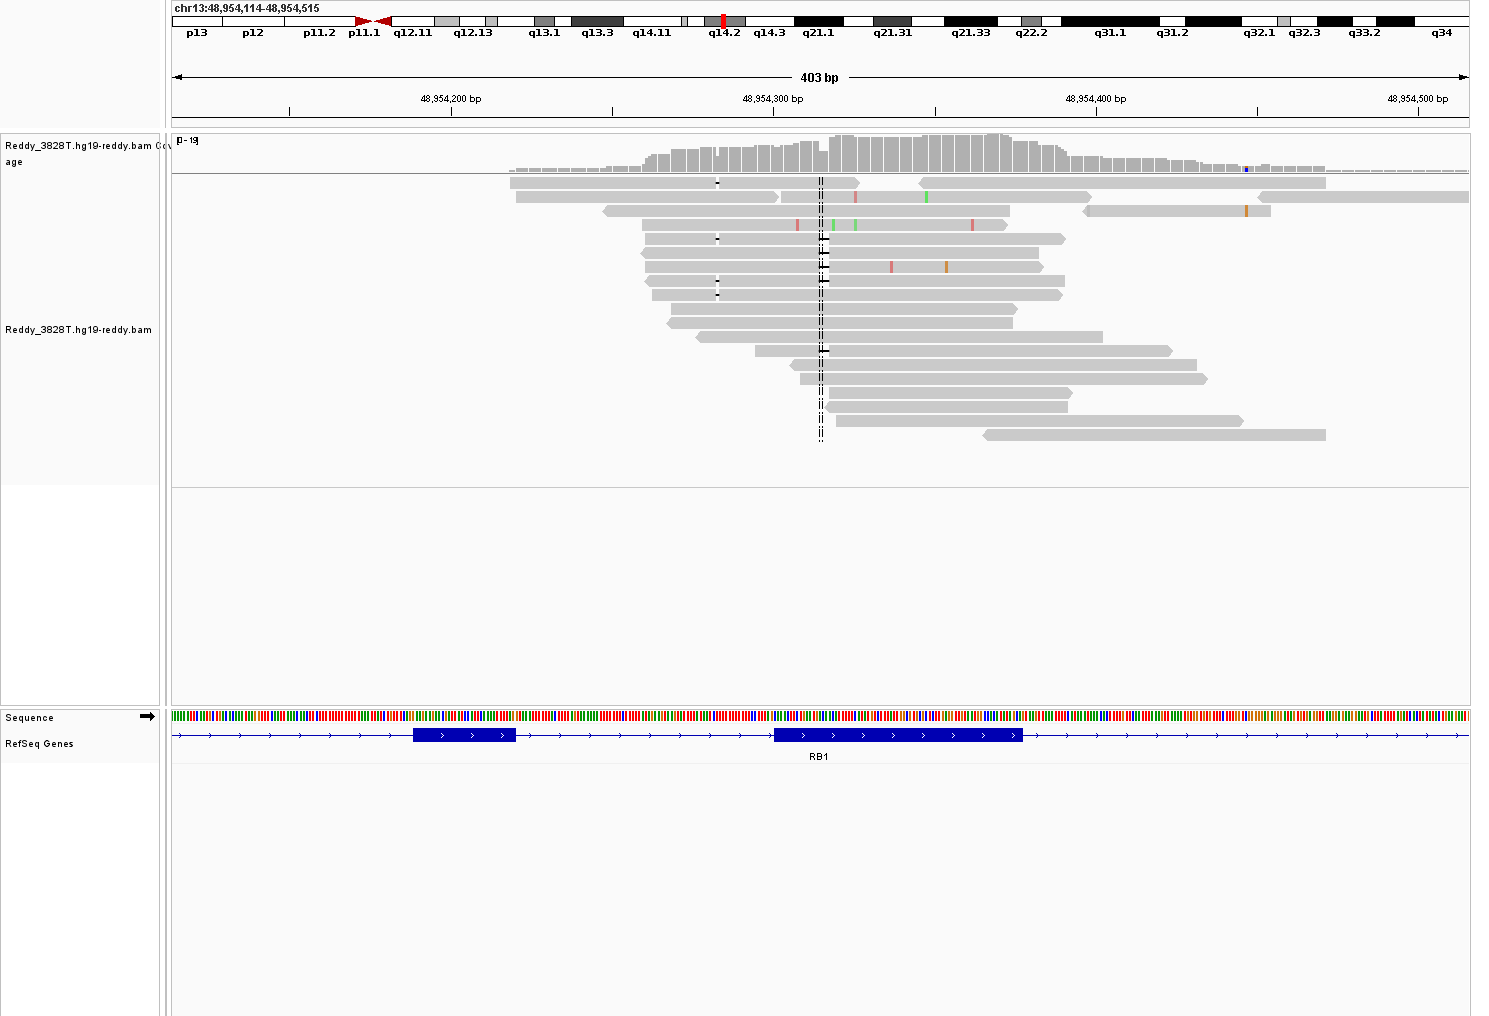 chr13:48,954,114-48,954,515
p13 p12 p11.2 p11.1 q12.11 q12.13 q13.1 q13.3 q14.11 q14.2 q14.3 q21.1 q21.31 q21.33 q22.2 q31.1 q31.2 q32.1 q32.3 q33.2 q34
403 bp
48,954,200 bp 48,954,300 bp 48,954,400 bp 48,954,500 bp
[0 - 19]
Reddy_3828T.hg19-reddy.bam Cov
age
Reddy_3828T.hg19-reddy.bam
Sequence
RefSeq Genes
RB1